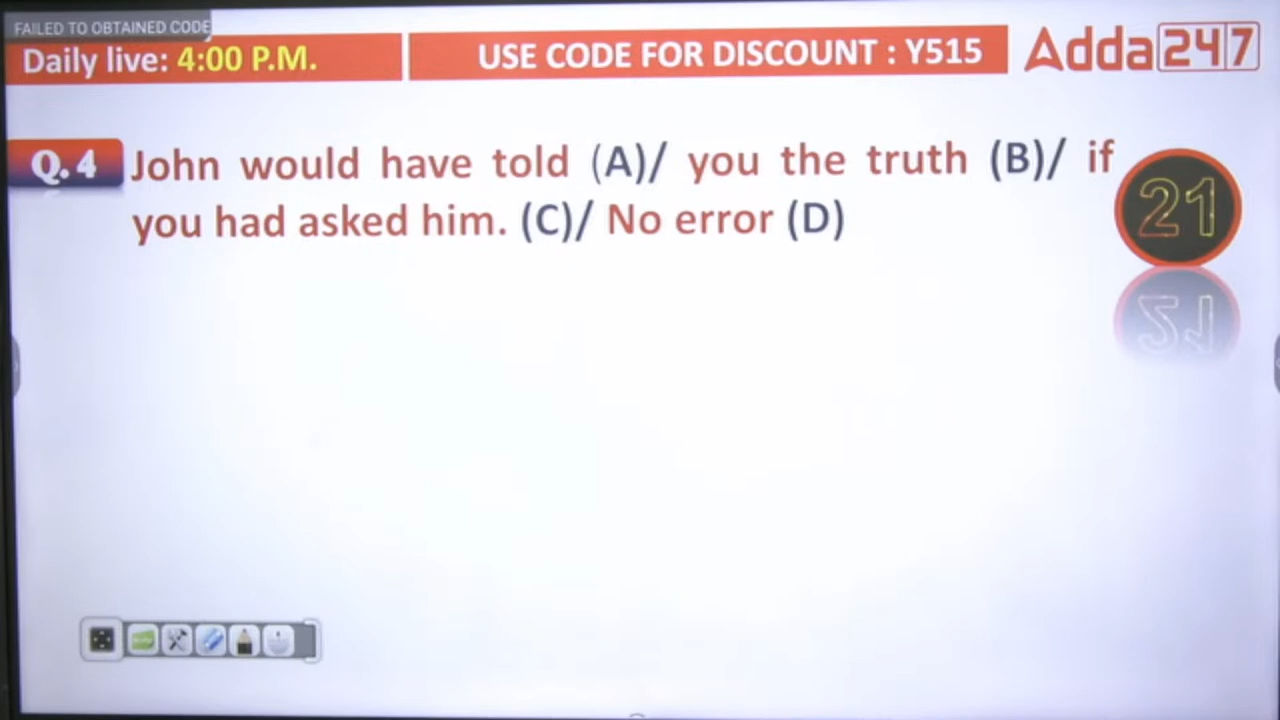 FAILED TO OBTAINED CODE
Daily live: 4:00 P.M.
USE CODE FOR DISCOUNT : Y515
Adda247
Q. 4 John would have told (A)/ you the truth (B)/ if
you had asked him. (C)/ No error (D)
21